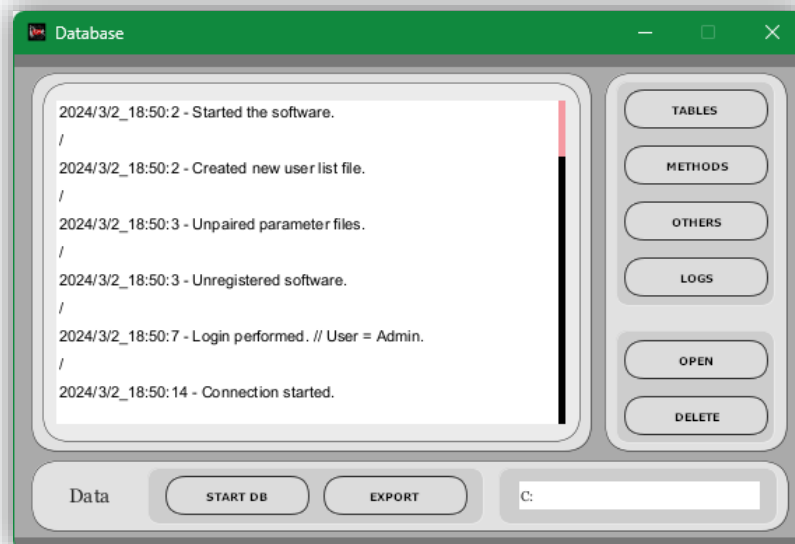 Database
2024/3/2_18:50:2 - Started the software.
/
2024/3/2_18:50:2 - Created new user list file.
/
2024/3/2_18:50:3 - Unpaired parameter files.
/
2024/3/2_18:50:3 - Unregistered software.
/
2024/3/2_18:50:7 - Login performed. // User = Admin.
/
2024/3/2_18:50:14 - Connection started.
TABLES
METHODS
OTHERS
LOGS
OPEN
DELETE
Data
START DB
EXPORT
C: